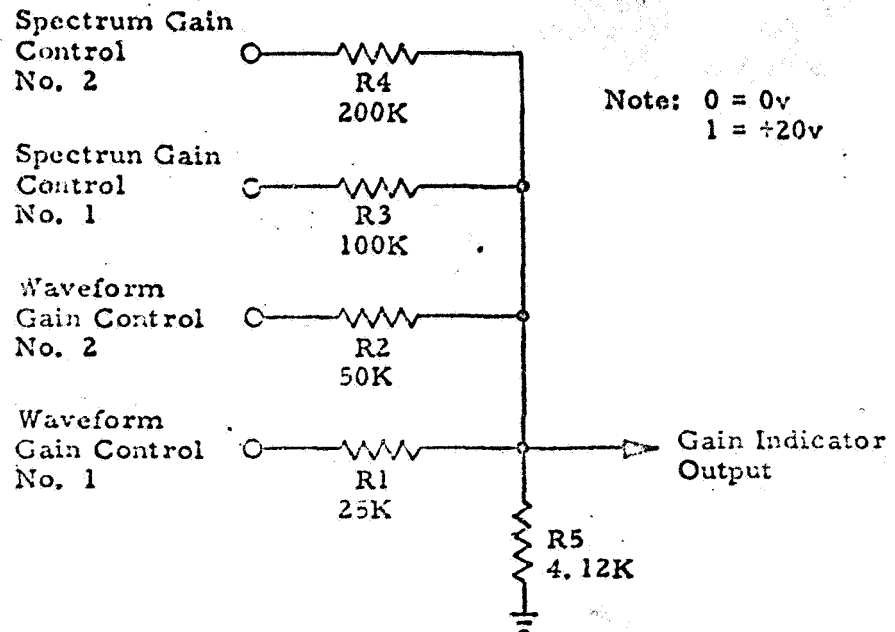 Spectrum Gain
Control
No. 2
R4
200K
Note: 0 = 0v
1 = +20v
Spectrun Gain
Control
No. 1
R3
100K
Waveform
Gain Control
No. 2
R2
50K
Waveform
Gain Control
No. 1
R1
25K
Gain Indicator
Output
R5
4.12K